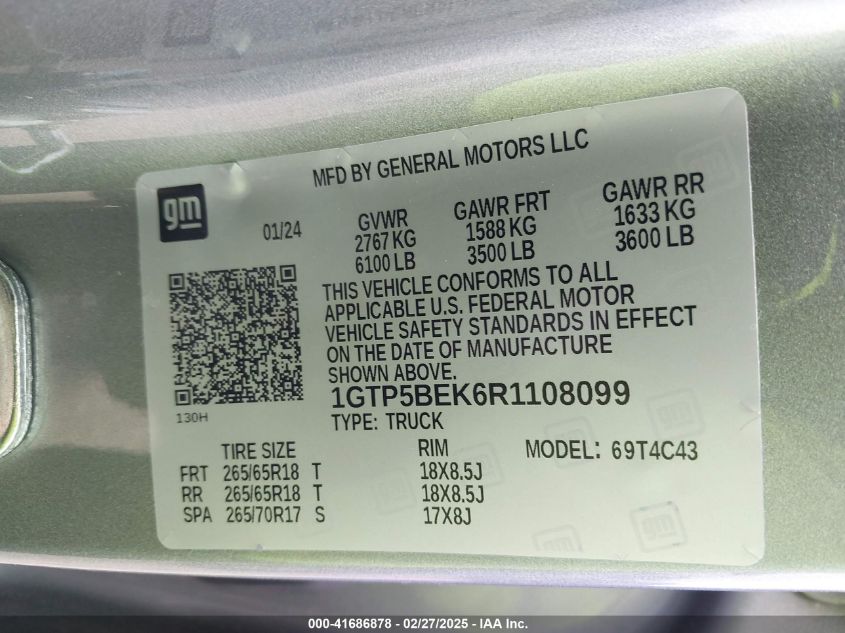 MFD BY GENERAL MOTORS LLC
gm
01/24
GVWR
2767 KG
6100 LB
GAWR FRT
1588 KG
3500 LB
GAWR RR
1633 KG
3600 LB
THIS VEHICLE CONFORMS TO ALL
APPLICABLE U.S. FEDERAL MOTOR
VEHICLE SAFETY STANDARDS IN EFFECT
ON THE DATE OF MANUFACTURE
SHOWN ABOVE.
1GTP5BEK6R1108099
130H
TYPE: TRUCK
TIRE SIZE RIM MODEL: 69T4C43
FRT 265/65R18 T 18X8.5J
RR 265/65R18 T 18X8.5J
SPA 265/70R17 S 17X8J
gm
000-41686878 - 02/27/2025 - IAA Inc.